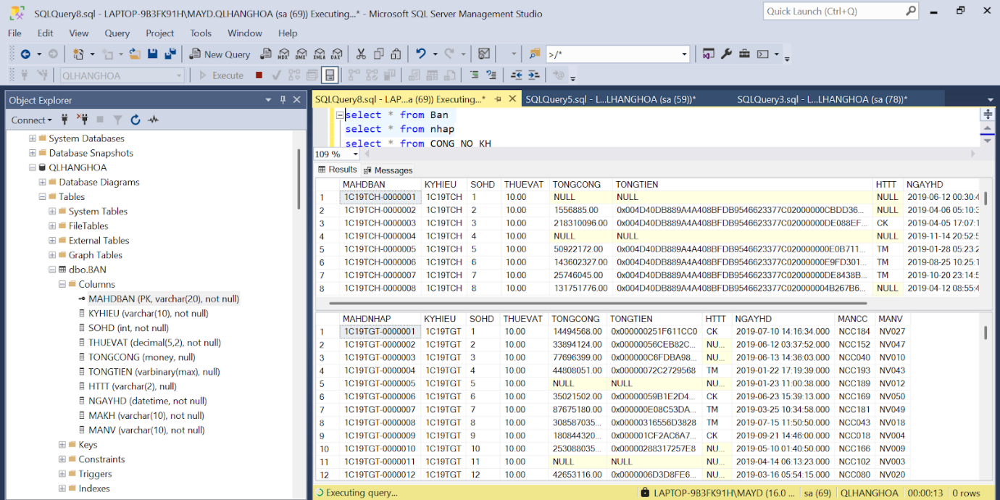 SQLQuery8.sql - LAPTOP-9B3FK91H\MAYD.QLHANGHOA (sa (69)) Executing...* - Microsoft SQL Server Management Studio
Quick Launch (Ctrl+Q)
File Edit View Query Project Tools Window Help
New Query MDX DMX XMLA DAX >/*
QLHANGHOA Execute
Object Explorer
Connect
System Databases
Database Snapshots
QLHANGHOA
Database Diagrams
Tables
System Tables
FileTables
External Tables
Graph Tables
dbo.BAN
Columns
MAHDBAN (PK, varchar(20), not null)
KYHIEU (varchar(10), not null)
SOHD (int, not null)
THUEVAT (decimal(5,2), not null)
TONGCONG (money, null)
TONGTIEN (varbinary(max), null)
HTTT (varchar(2), null)
NGAYHD (datetime, not null)
MAKH (varchar(10), not null)
MANV (varchar(10), not null)
Keys
Constraints
Triggers
Indexes
SQLQuery8.sql - LAP...a (69)) Executing...* SQLQuery5.sql - L...LHANGHOA (sa (59))* SQLQuery3.sql - L...LHANGHOA (sa (78))*
select * from Ban
select * from nhap
select * from CONG_NO_KH
109 %
Results Messages
MAHDBAN KYHIEU SOHD THUEVAT TONGCONG TONGTIEN HTTT NGAYHD
1 1C19TCH-0000001 1C19TCH 1 10.00 NULL NULL NULL 2019-06-12 00:30:4
2 1C19TCH-0000002 1C19TCH 2 10.00 1556885.00 0x004D40DB889A4A408BFDB9546623377C02000000CBDD36... NULL 2019-04-06 05:10:3
3 1C19TCH-0000003 1C19TCH 3 10.00 218310096.00 0x004D40DB889A4A408BFDB9546623377C02000000DE088EF... CK 2019-04-05 17:07:1
4 1C19TCH-0000004 1C19TCH 4 10.00 NULL NULL NULL 2019-11-14 20:52:5
5 1C19TCH-0000005 1C19TCH 5 10.00 50922172.00 0x004D40DB889A4A408BFDB9546623377C02000000E0B711... TM 2019-01-28 05:23:2
6 1C19TCH-0000006 1C19TCH 6 10.00 143602327.00 0x004D40DB889A4A408BFDB9546623377C02000000E9FD301... TM 2019-08-25 10:25:1
7 1C19TCH-0000007 1C19TCH 7 10.00 25746045.00 0x004D40DB889A4A408BFDB9546623377C02000000DE8438B... TM 2019-10-20 23:14:5
8 1C19TCH-0000008 1C19TCH 8 10.00 131751776.00 0x004D40DB889A4A408BFDB9546623377C020000004B267B6... NULL 2019-04-12 08:55:4
MAHDNHAP KYHIEU SOHD THUEVAT TONGCONG TONGTIEN HTTT NGAYHD MANCC MANV
1 1C19TGT-0000001 1C19TGT 1 10.00 14494568.00 0x000000251F611CC0 CK 2019-07-10 14:16:34.000 NCC184 NV027
2 1C19TGT-0000002 1C19TGT 2 10.00 33894124.00 0x00000056CEB82C... NU... 2019-06-12 03:37:52.000 NCC152 NV047
3 1C19TGT-0000003 1C19TGT 3 10.00 77696399.00 0x000000C6FDBA98... NU... 2019-06-13 14:36:03.000 NCC040 NV010
4 1C19TGT-0000004 1C19TGT 4 10.00 44808051.00 0x00000072C2729568 TM 2019-01-22 17:19:39.000 NCC193 NV043
5 1C19TGT-0000005 1C19TGT 5 10.00 NULL NULL NU... 2019-01-23 11:00:38.000 NCC189 NV012
6 1C19TGT-0000006 1C19TGT 6 10.00 35021502.00 0x00000059B1E2D4... CK 2019-06-23 15:39:13.000 NCC169 NV050
7 1C19TGT-0000007 1C19TGT 7 10.00 87675180.00 0x000000E08C53DA... TM 2019-03-25 10:34:58.000 NCC181 NV049
8 1C19TGT-0000008 1C19TGT 8 10.00 308587035... 0x00000316556D3828 TM 2019-07-15 11:50:50.000 NCC043 NV018
9 1C19TGT-0000009 1C19TGT 9 10.00 180844320... 0x000001CF2AC6A7... CK 2019-09-21 14:46:00.000 NCC018 NV004
10 1C19TGT-0000010 1C19TGT 10 10.00 253088035... 0x00000288317257E8 NU... 2019-05-10 01:40:50.000 NCC166 NV009
11 1C19TGT-0000011 1C19TGT 11 10.00 NULL NULL NU... 2019-04-14 06:13:23.000 NCC102 NV003
12 1C19TGT-0000012 1C19TGT 12 10.00 42653116.00 0x0000006D3D8FE6... NU... 2019-03-16 05:54:15.000 NCC080 NV020
Executing query... LAPTOP-9B3FK91H\MAYD (16.0 ... sa (69) QLHANGHOA 00:00:13 0 rows